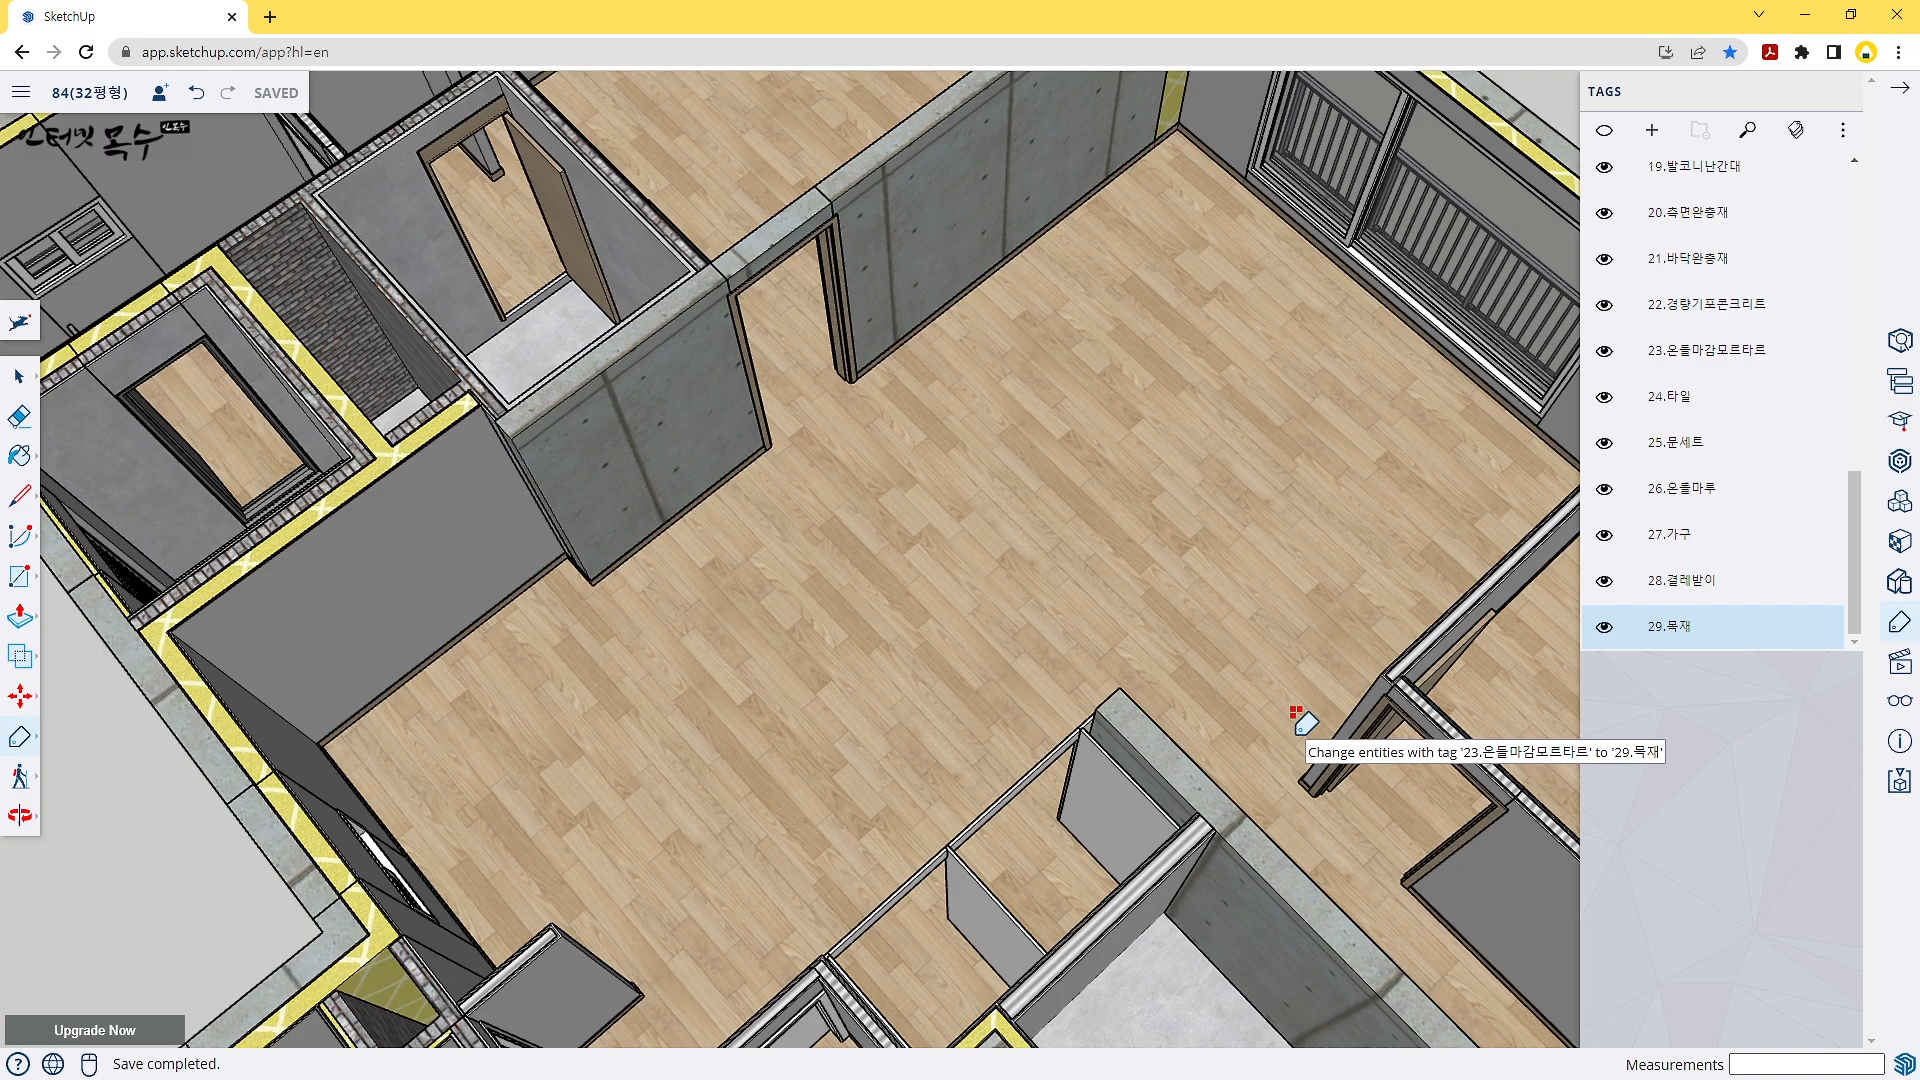 SketchUp
app.sketchup.com/app?hl=en
84(32평형)
SAVED
인터넷 목수
TAGS
19.발코니난간대
20.측면완충재
21.바닥완충재
22.경량기포콘크리트
23.온돌마감모르타르
24.타일
25.문세트
26.온돌마루
27.가구
28.걸레받이
29.목재
Change entities with tag '23.온돌마감모르타르' to '29.목재'
Upgrade Now
Save completed.
Measurements